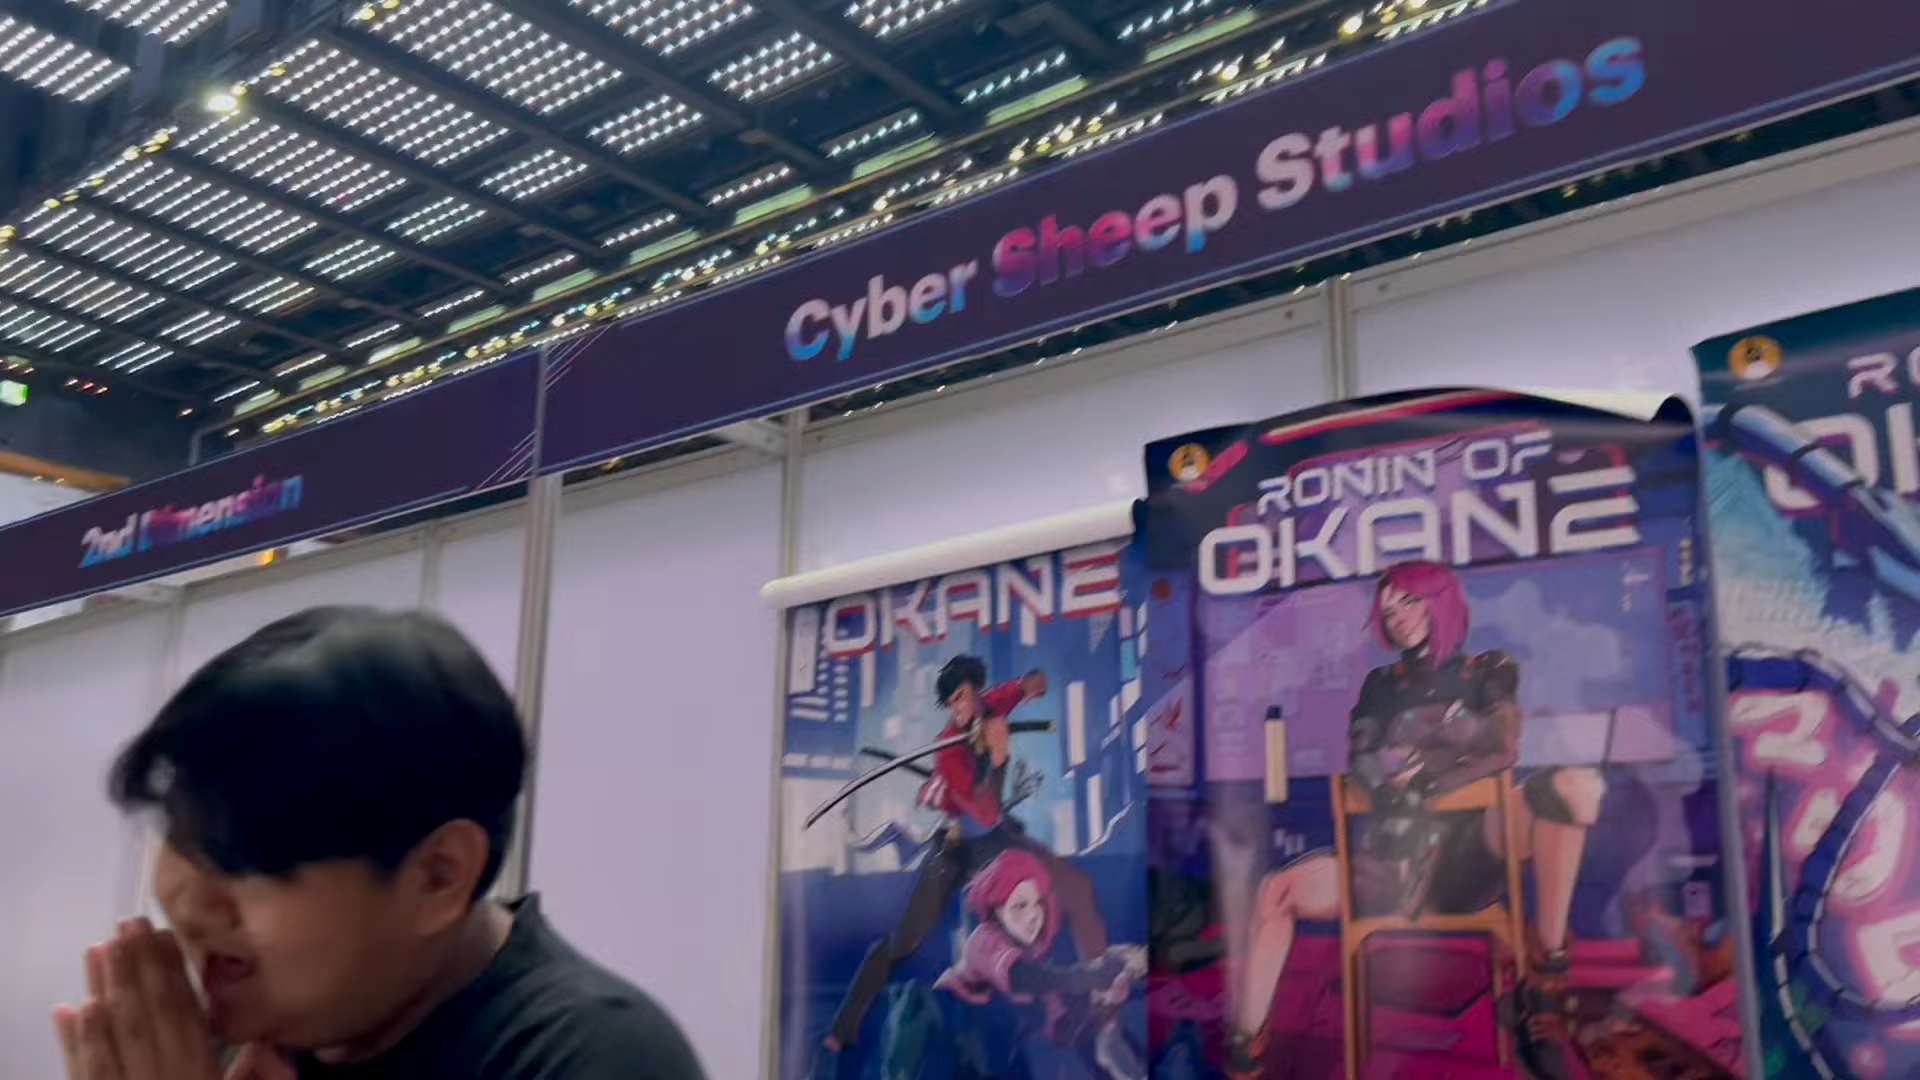 Cyber Sheep Studios
2nd Dimension
OKANE
RONIN OF
OKANE